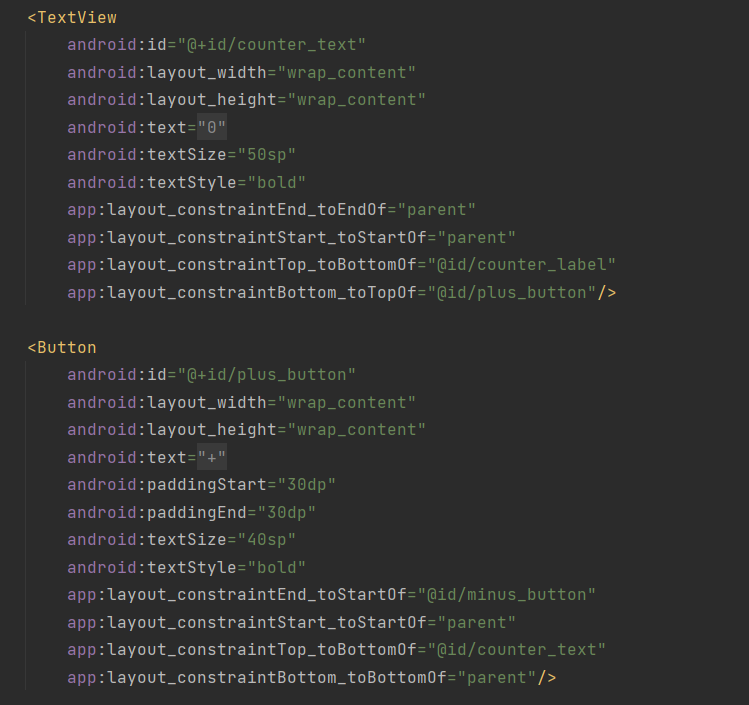 <TextView
android:id="@+id/counter_text"
android:layout_width="wrap_content"
android:layout_height="wrap_content"
android:text="0"
android:textSize="50sp"
android:textStyle="bold"
app:layout_constraintEnd_toEndOf="parent"
app:layout_constraintStart_toStartOf="parent"
app:layout_constraintTop_toBottomOf="@id/counter_label"
app:layout_constraintBottom_toTopOf="@id/plus_button"/>
<Button
android:id="@+id/plus_button"
android:layout_width="wrap_content"
android:layout_height="wrap_content"
android:text="+"
android:paddingStart="30dp"
android:paddingEnd="30dp"
android:textSize="40sp"
android:textStyle="bold"
app:layout_constraintEnd_toStartOf="@id/minus_button"
app:layout_constraintStart_toStartOf="parent"
app:layout_constraintTop_toBottomOf="@id/counter_text"
app:layout_constraintBottom_toBottomOf="parent"/>